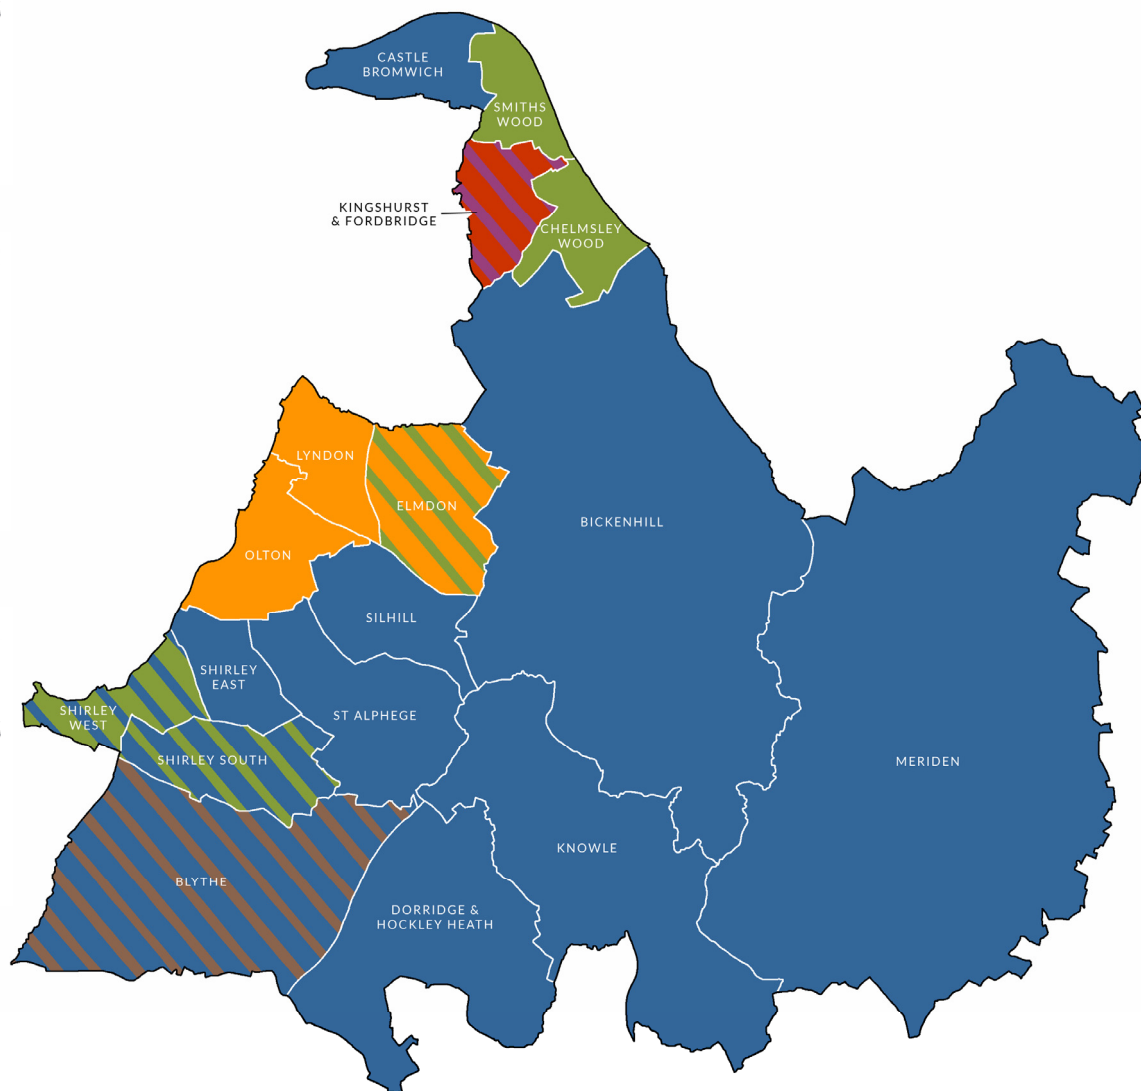 CASTLE
BROMWICH
SMITHS
WOOD
KINGSHURST
& FORDBRIDGE
CHELMSLEY
WOOD
LYNDON
ELMDON
OLTON
BICKENHILL
SILHILL
SHIRLEY
EAST
SHIRLEY
WEST
ST ALPHEGE
SHIRLEY SOUTH
MERIDEN
KNOWLE
BLYTHE
DORRIDGE &
HOCKLEY HEATH